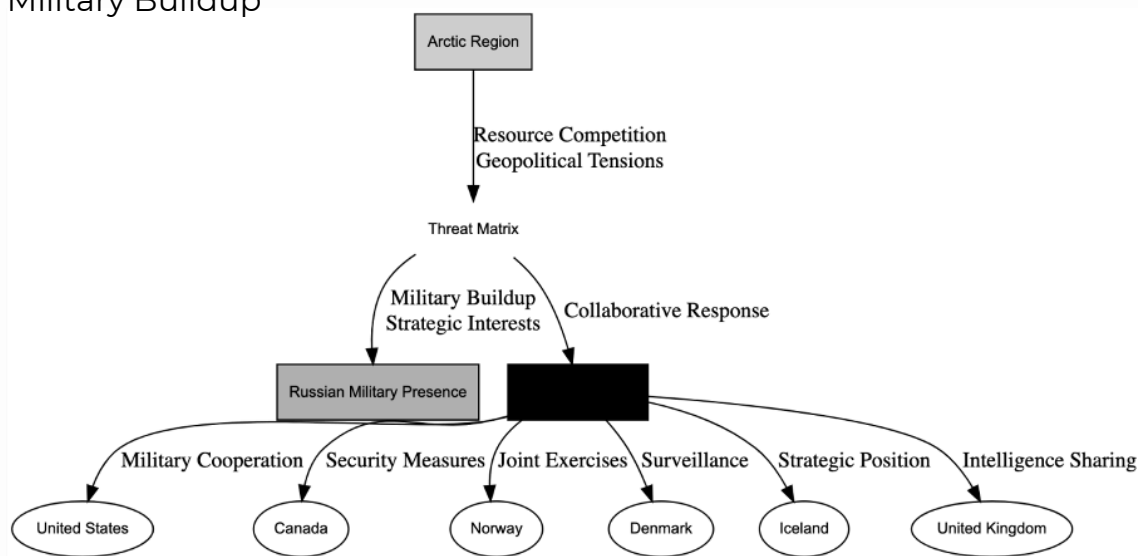 Military Buildup
Arctic Region
Resource Competition
Geopolitical Tensions
Threat Matrix
Military Buildup
Strategic Interests
Collaborative Response
Russian Military Presence
Military Cooperation
Security Measures
Joint Exercises
Surveillance
Strategic Position
Intelligence Sharing
United States
Canada
Norway
Denmark
Iceland
United Kingdom